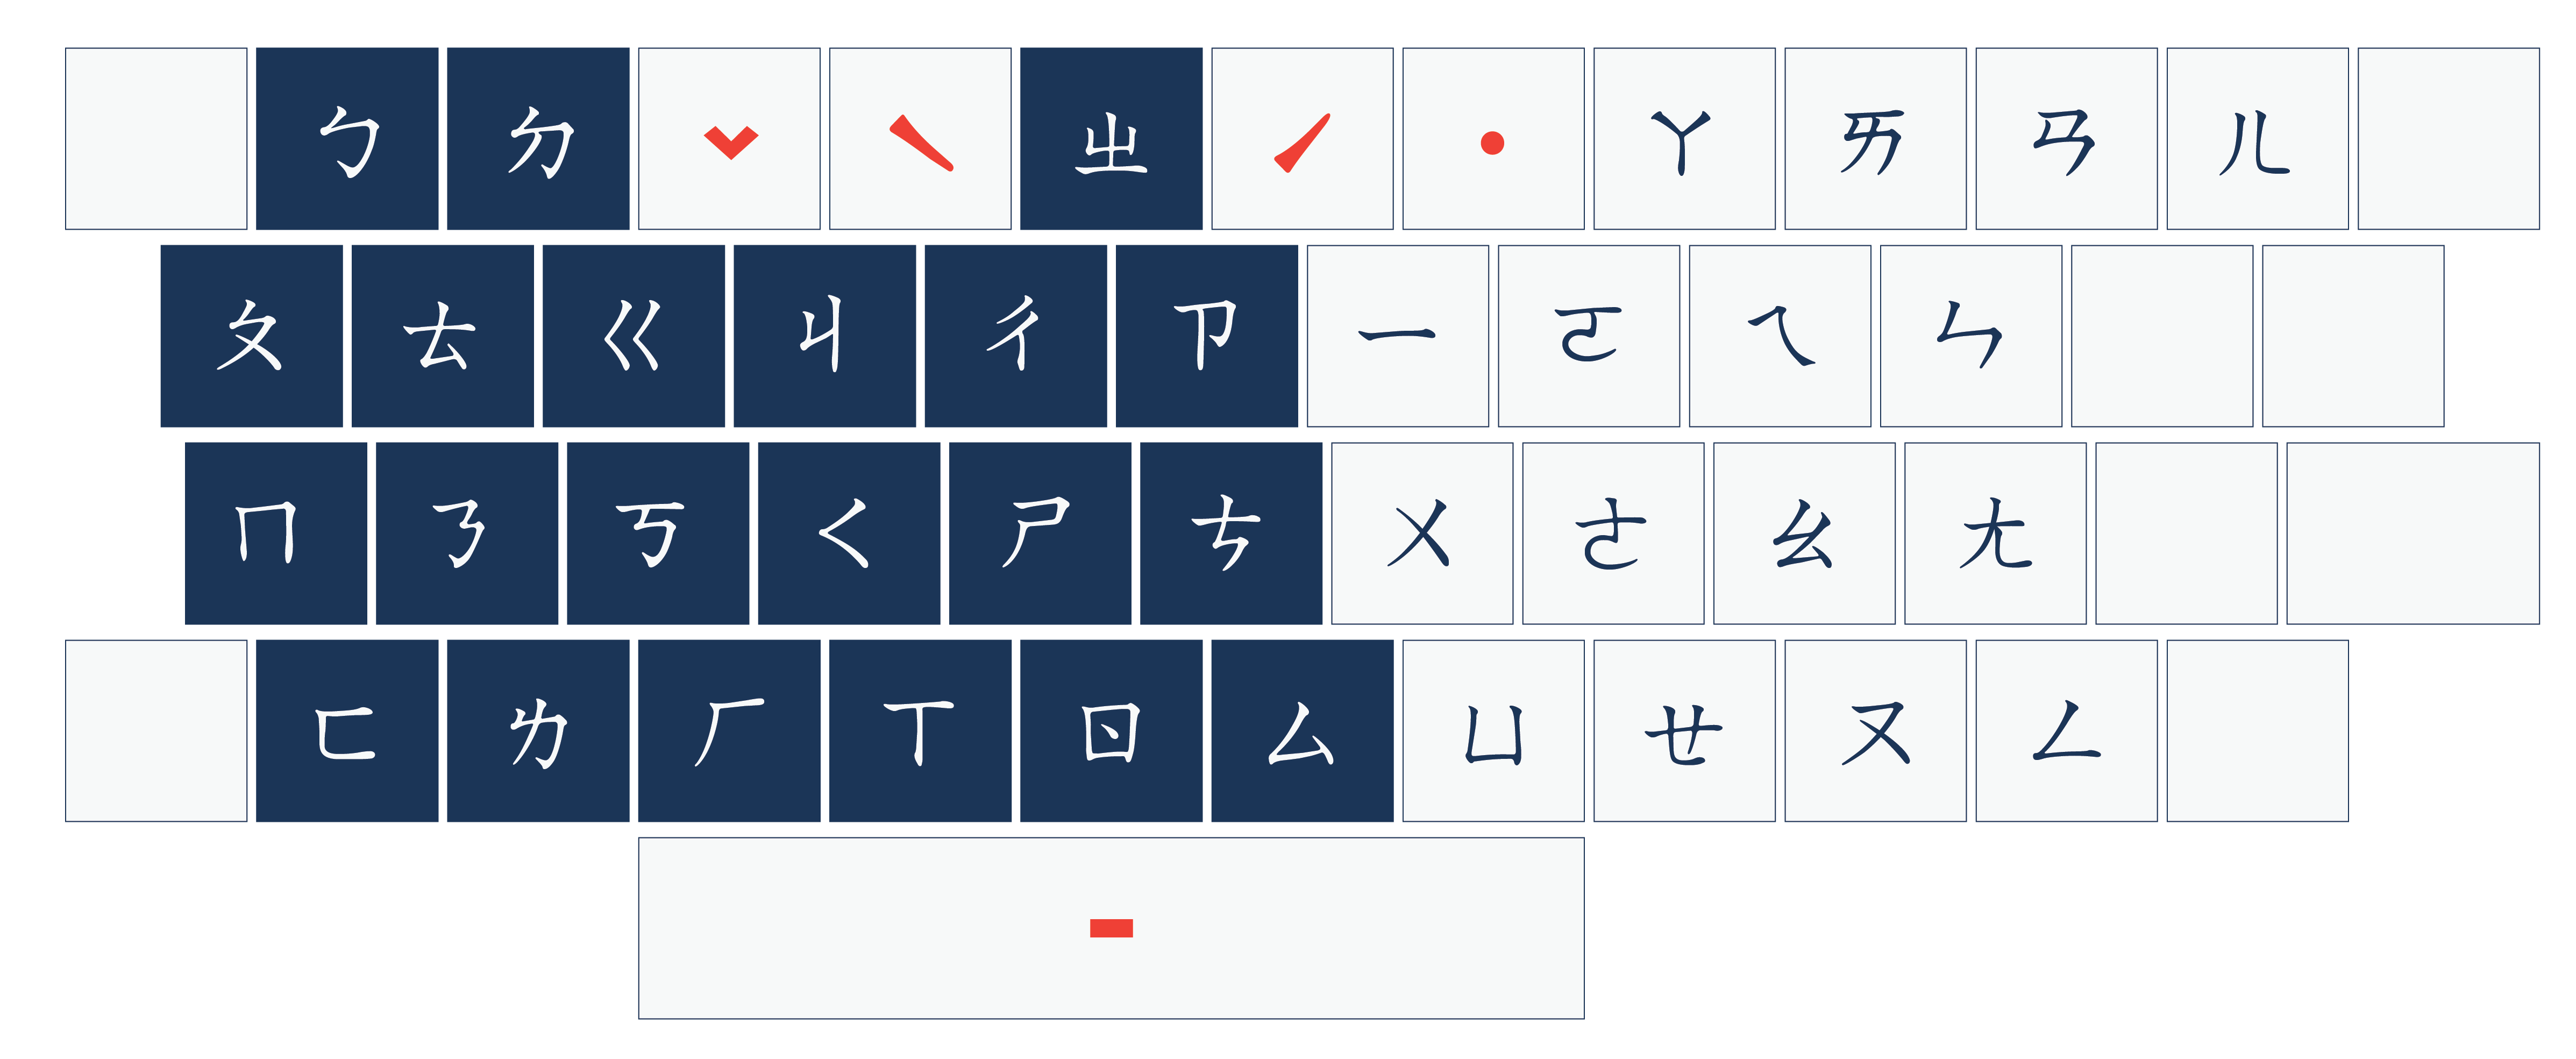 ㄅ ㄉ ˇ ˋ ㄓ ˊ ˙ ㄚ ㄞ ㄢ ㄦ
ㄆ ㄊ ㄍ ㄐ ㄔ ㄗ ㄧ ㄛ ㄟ ㄣ
ㄇ ㄋ ㄎ ㄑ ㄕ ㄘ ㄨ ㄜ ㄠ ㄤ
ㄈ ㄌ ㄏ ㄒ ㄖ ㄙ ㄩ ㄝ ㄡ ㄥ
ˉ